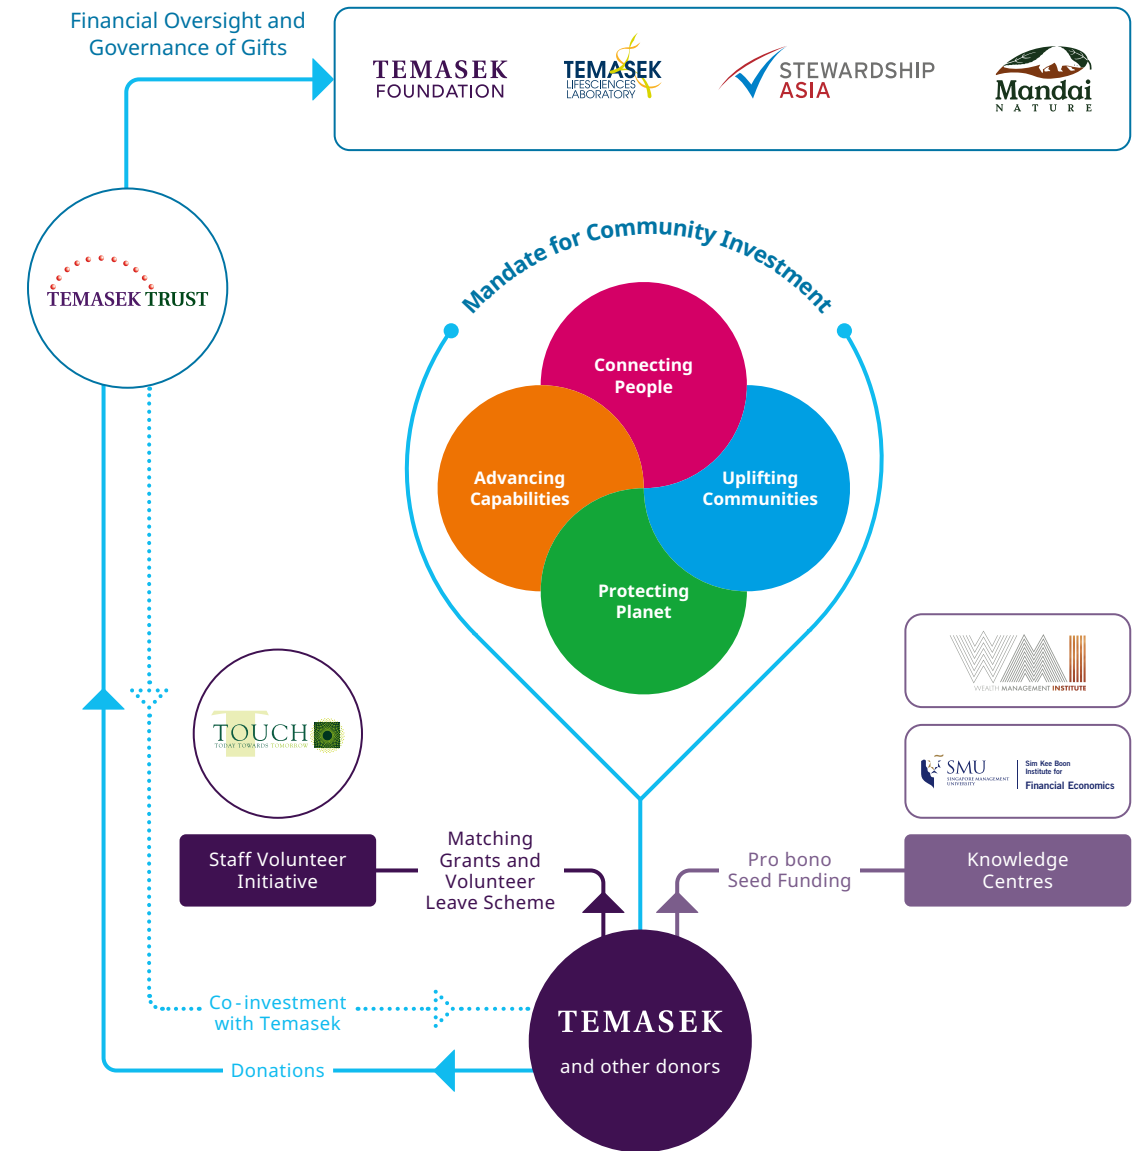 Financial Oversight and
Governance of Gifts
TEMASEK
FOUNDATION
TEMASEK
LIFESCIENCES
LABORATORY
STEWARDSHIP
ASIA
Mandai
NATURE
TEMASEK TRUST
Mandate for Community Investment
Connecting
People
Advancing
Capabilities
Uplifting
Communities
Protecting
Planet
WMI
WEALTH MANAGEMENT INSTITUTE
TOUCH
TODAY TOWARDS TOMORROW
SMU
SINGAPORE MANAGEMENT
UNIVERSITY
Sim Kee Boon
Institute for
Financial Economics
Staff Volunteer
Initiative
Matching
Grants and
Volunteer
Leave Scheme
Pro bono
Seed Funding
Knowledge
Centres
Co-investment
with Temasek
TEMASEK
and other donors
Donations